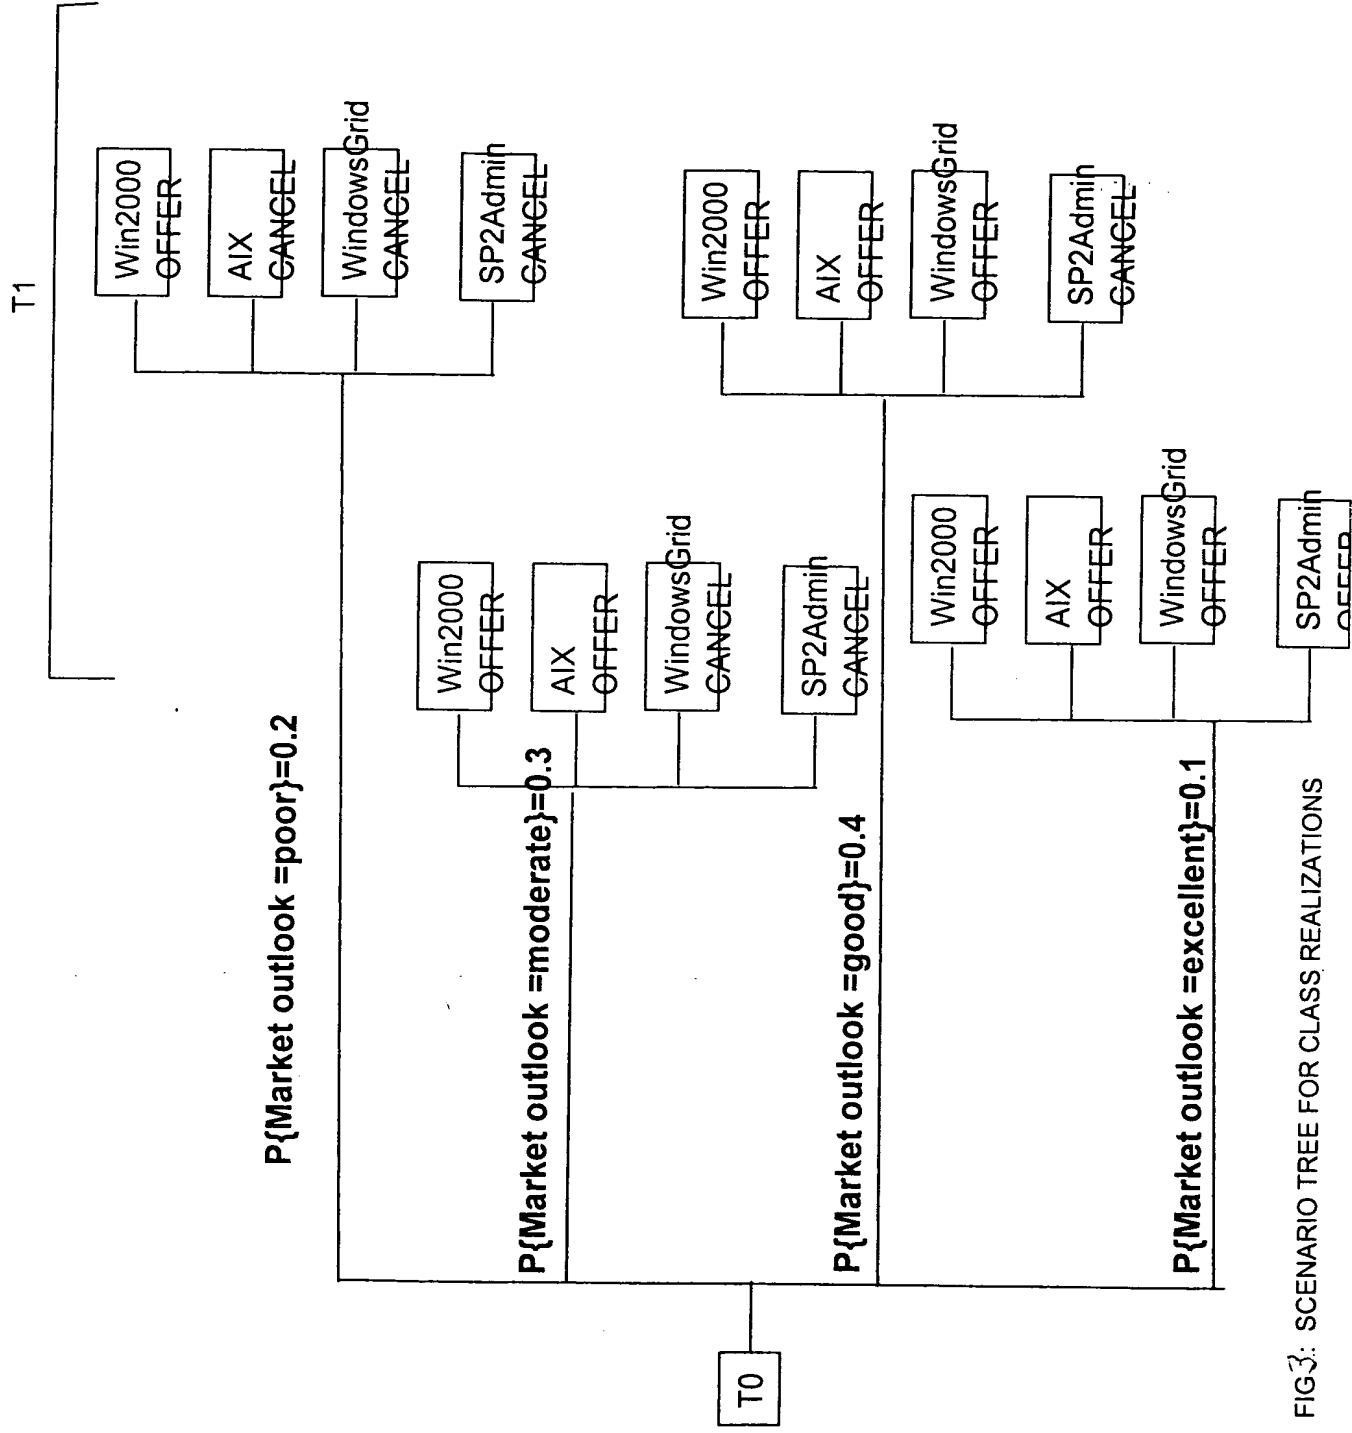 T1
P{Market outlook =poor}=0.2
Win2000
OFFER
AIX
CANCEL
WindowsGrid
CANCEL
SP2Admin
CANCEL
P{Market outlook =moderate}=0.3
Win2000
OFFER
AIX
OFFER
WindowsGrid
CANCEL
SP2Admin
CANCEL
P{Market outlook =good}=0.4
Win2000
OFFER
AIX
OFFER
WindowsGrid
OFFER
SP2Admin
CANCEL
P{Market outlook =excellent}=0.1
Win2000
OFFER
AIX
OFFER
WindowsGrid
OFFER
SP2Admin
OFFER
T0
FIG.3: SCENARIO TREE FOR CLASS REALIZATIONS